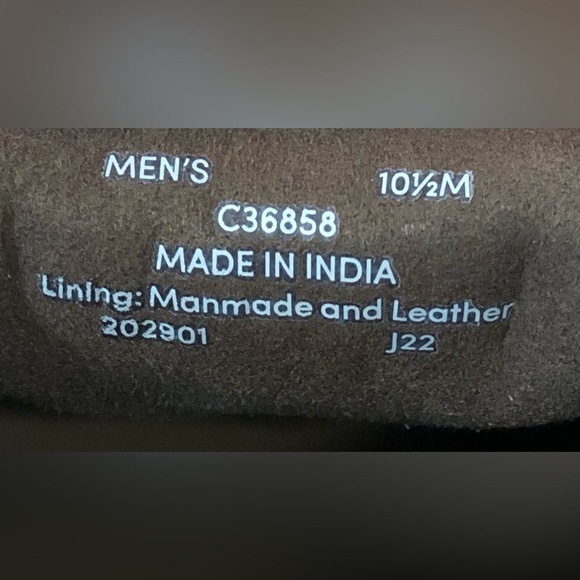 MEN'S 10½M
C36858
MADE IN INDIA
Lining: Manmade and Leather
202901 J22